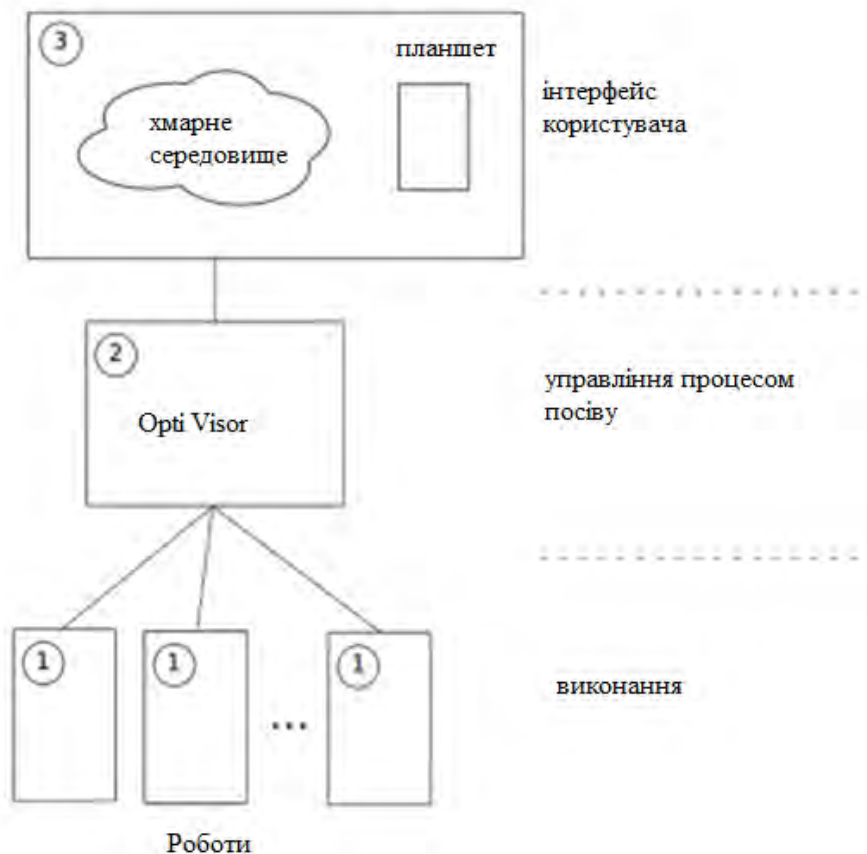 3
планшет
хмарне
середовище
інтерфейс
користувача
2
Opti Visor
управління процесом
посіву
1
1
...
1
виконання
Роботи